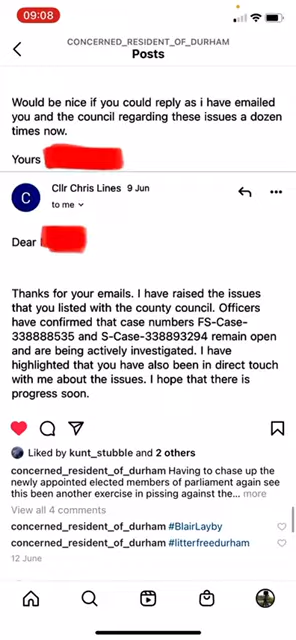 09:08
CONCERNED_RESIDENT_OF_DURHAM
Posts
Would be nice if you could reply as i have emailed
you and the council regarding these issues a dozen
times now.
Yours
C
Cllr Chris Lines 9 Jun
to me
Dear
Thanks for your emails. I have raised the issues
that you listed with the county council. Officers
have confirmed that case numbers FS-Case-
338888535 and S-Case-338893294 remain open
and are being actively investigated. I have
highlighted that you have also been in direct touch
with me about the issues. I hope that there is
progress soon.
Liked by kunt_stubble and 2 others
concerned_resident_of_durham Having to chase up the
newly appointed elected members of parliament again see
this been another exercise in pissing against the... more
View all 4 comments
concerned_resident_of_durham #BlairLayby
concerned_resident_of_durham #litterfreedurham
12 June